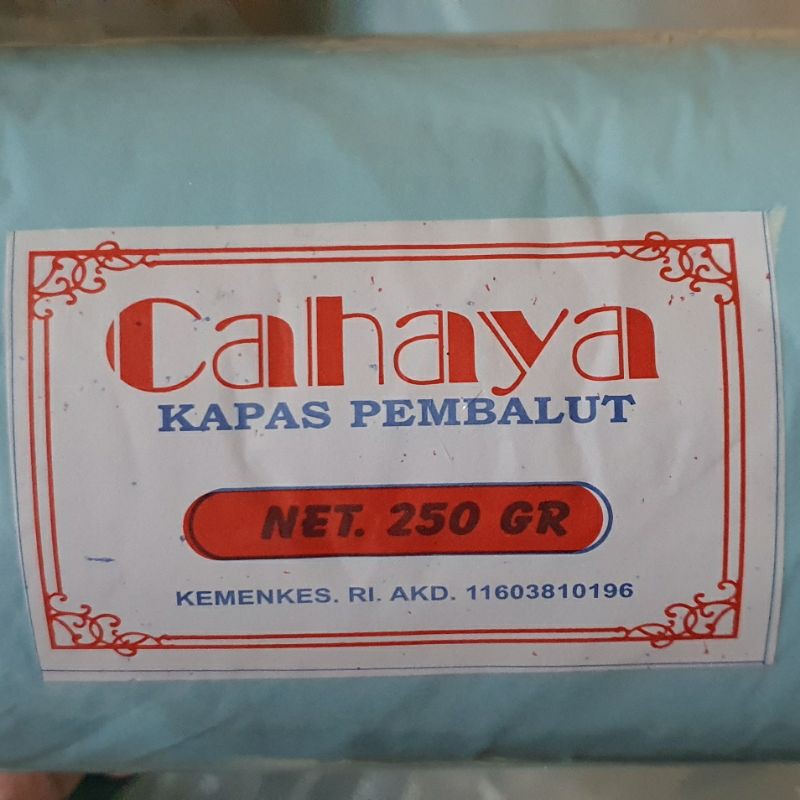 Cahaya
KAPAS PEMBALUT
NET. 250 GR
KEMENKES. RI. AKD. 11603810196